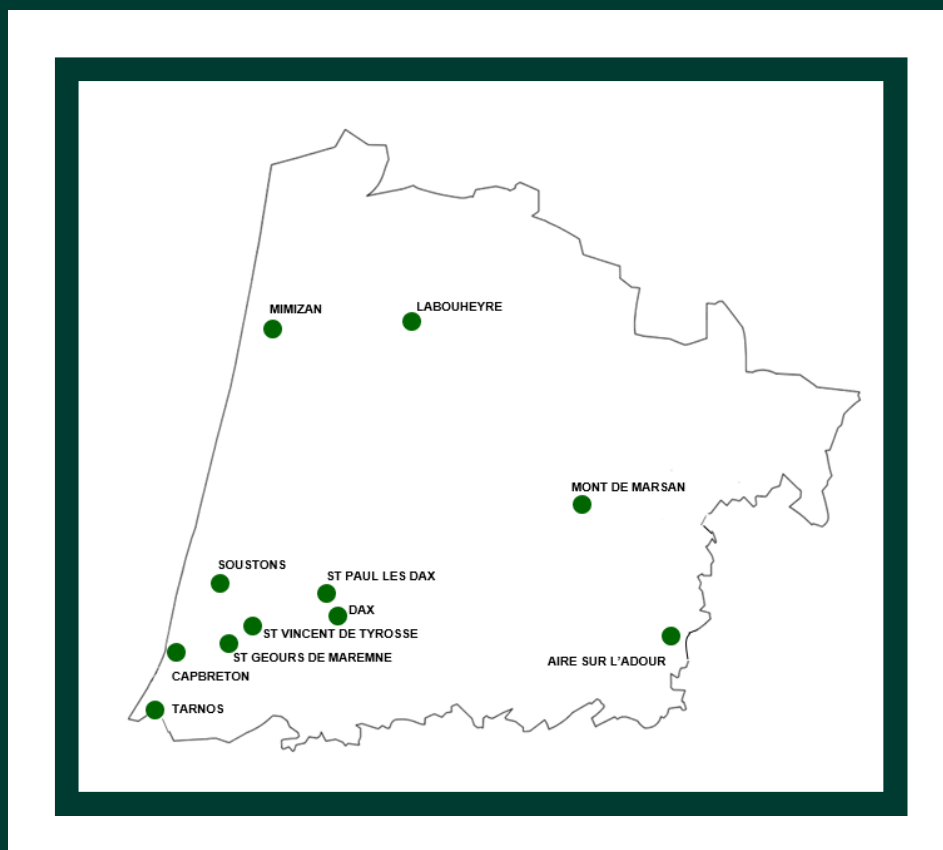 MIMIZAN
LABOUHEYRE
MONT DE MARSAN
SOUSTONS
ST PAUL LES DAX
DAX
ST VINCENT DE TYROSSE
ST GEOURS DE MAREMNE
AIRE SUR L'ADOUR
CAPBRETON
TARNOS